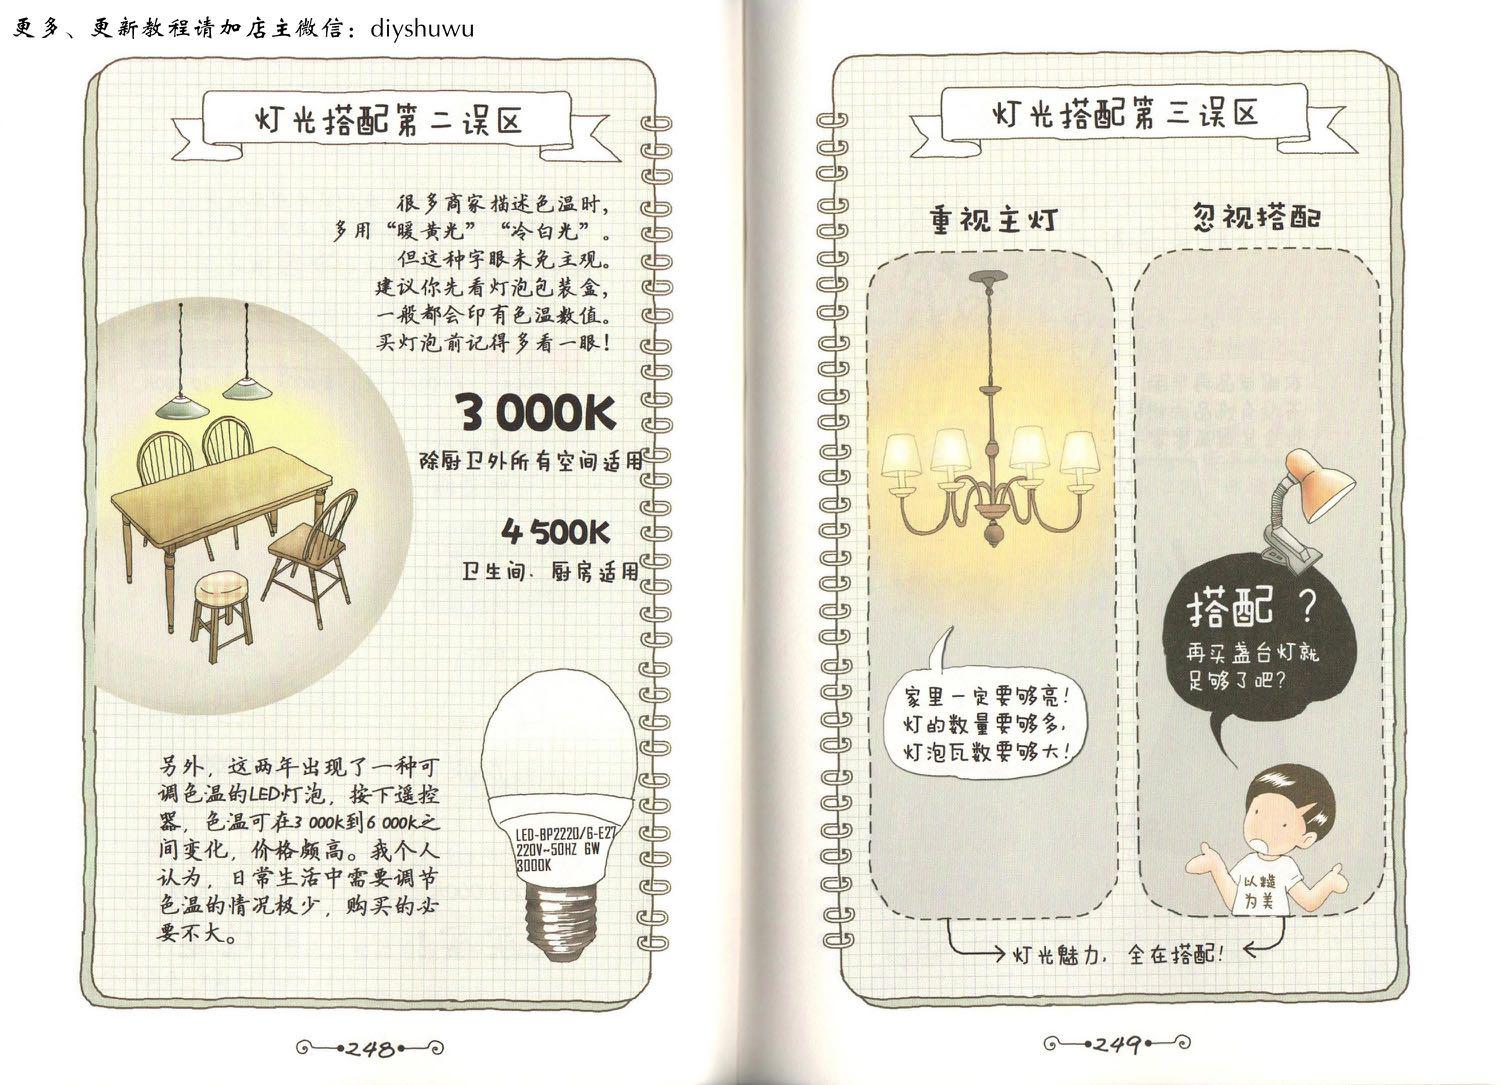 更多、更新教程请加店主微信：diyshuwu
灯光搭配第二误区
很多商家描述色温时，
多用“暖黄光”“冷白光”。
但这种字眼未免主观。
建议你先看灯泡包装盒，
一般都会印有色温数值。
买灯泡前记得多看一眼！
3 000K
除厨卫外所有空间适用
4 500K
卫生间、厨房适用
LED-BP2220/6-E27
220V~50HZ 6W
3000K
另外，这两年出现了一种可
调色温的LED灯泡，按下遥控
器，色温可在3 000K到6 000K之
间变化，价格颇高。我个人
认为，日常生活中需要调节
色温的情况极少，购买的必
要不大。
248
灯光搭配第三误区
重视主灯
忽视搭配
家里一定要够亮！
灯的数量要够多，
灯泡瓦数要够大！
搭配？
再买盏台灯就
足够了吧？
以糙
为美
灯光魅力，全在搭配！
249